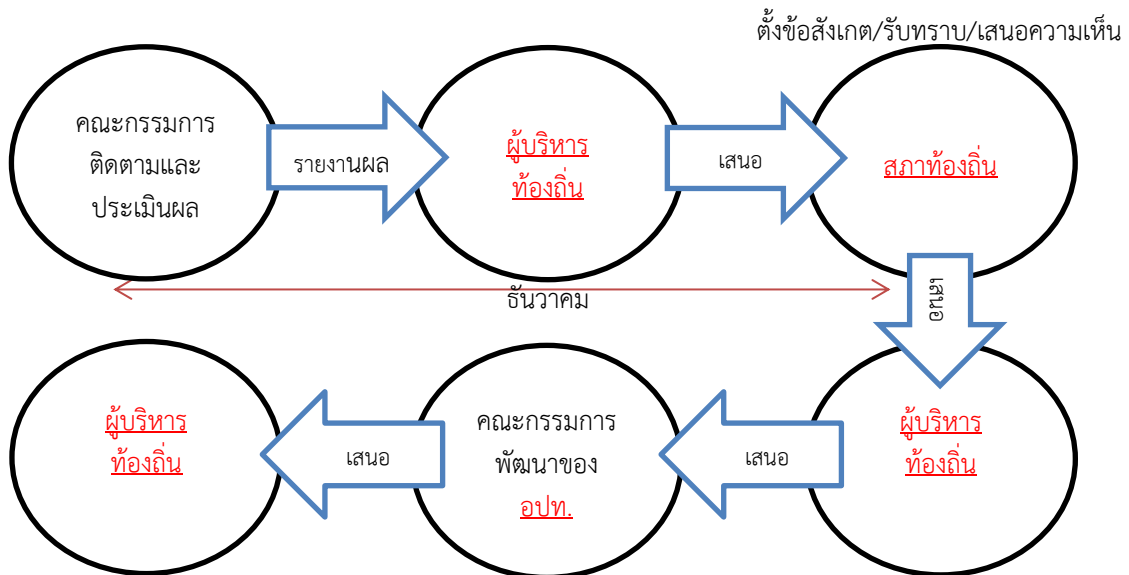 ตั้งข้อสังเกต/รับทราบ/เสนอความเห็น
คณะกรรมการ
ติดตามและ
ประเมินผล
รายงานผล
ผู้บริหาร
ท้องถิ่น
เสนอ
สภาท้องถิ่น
ธันวาคม
เสนอ
ผู้บริหาร
ท้องถิ่น
เสนอ
คณะกรรมการ
พัฒนาของ
อปท.
เสนอ
ผู้บริหาร
ท้องถิ่น